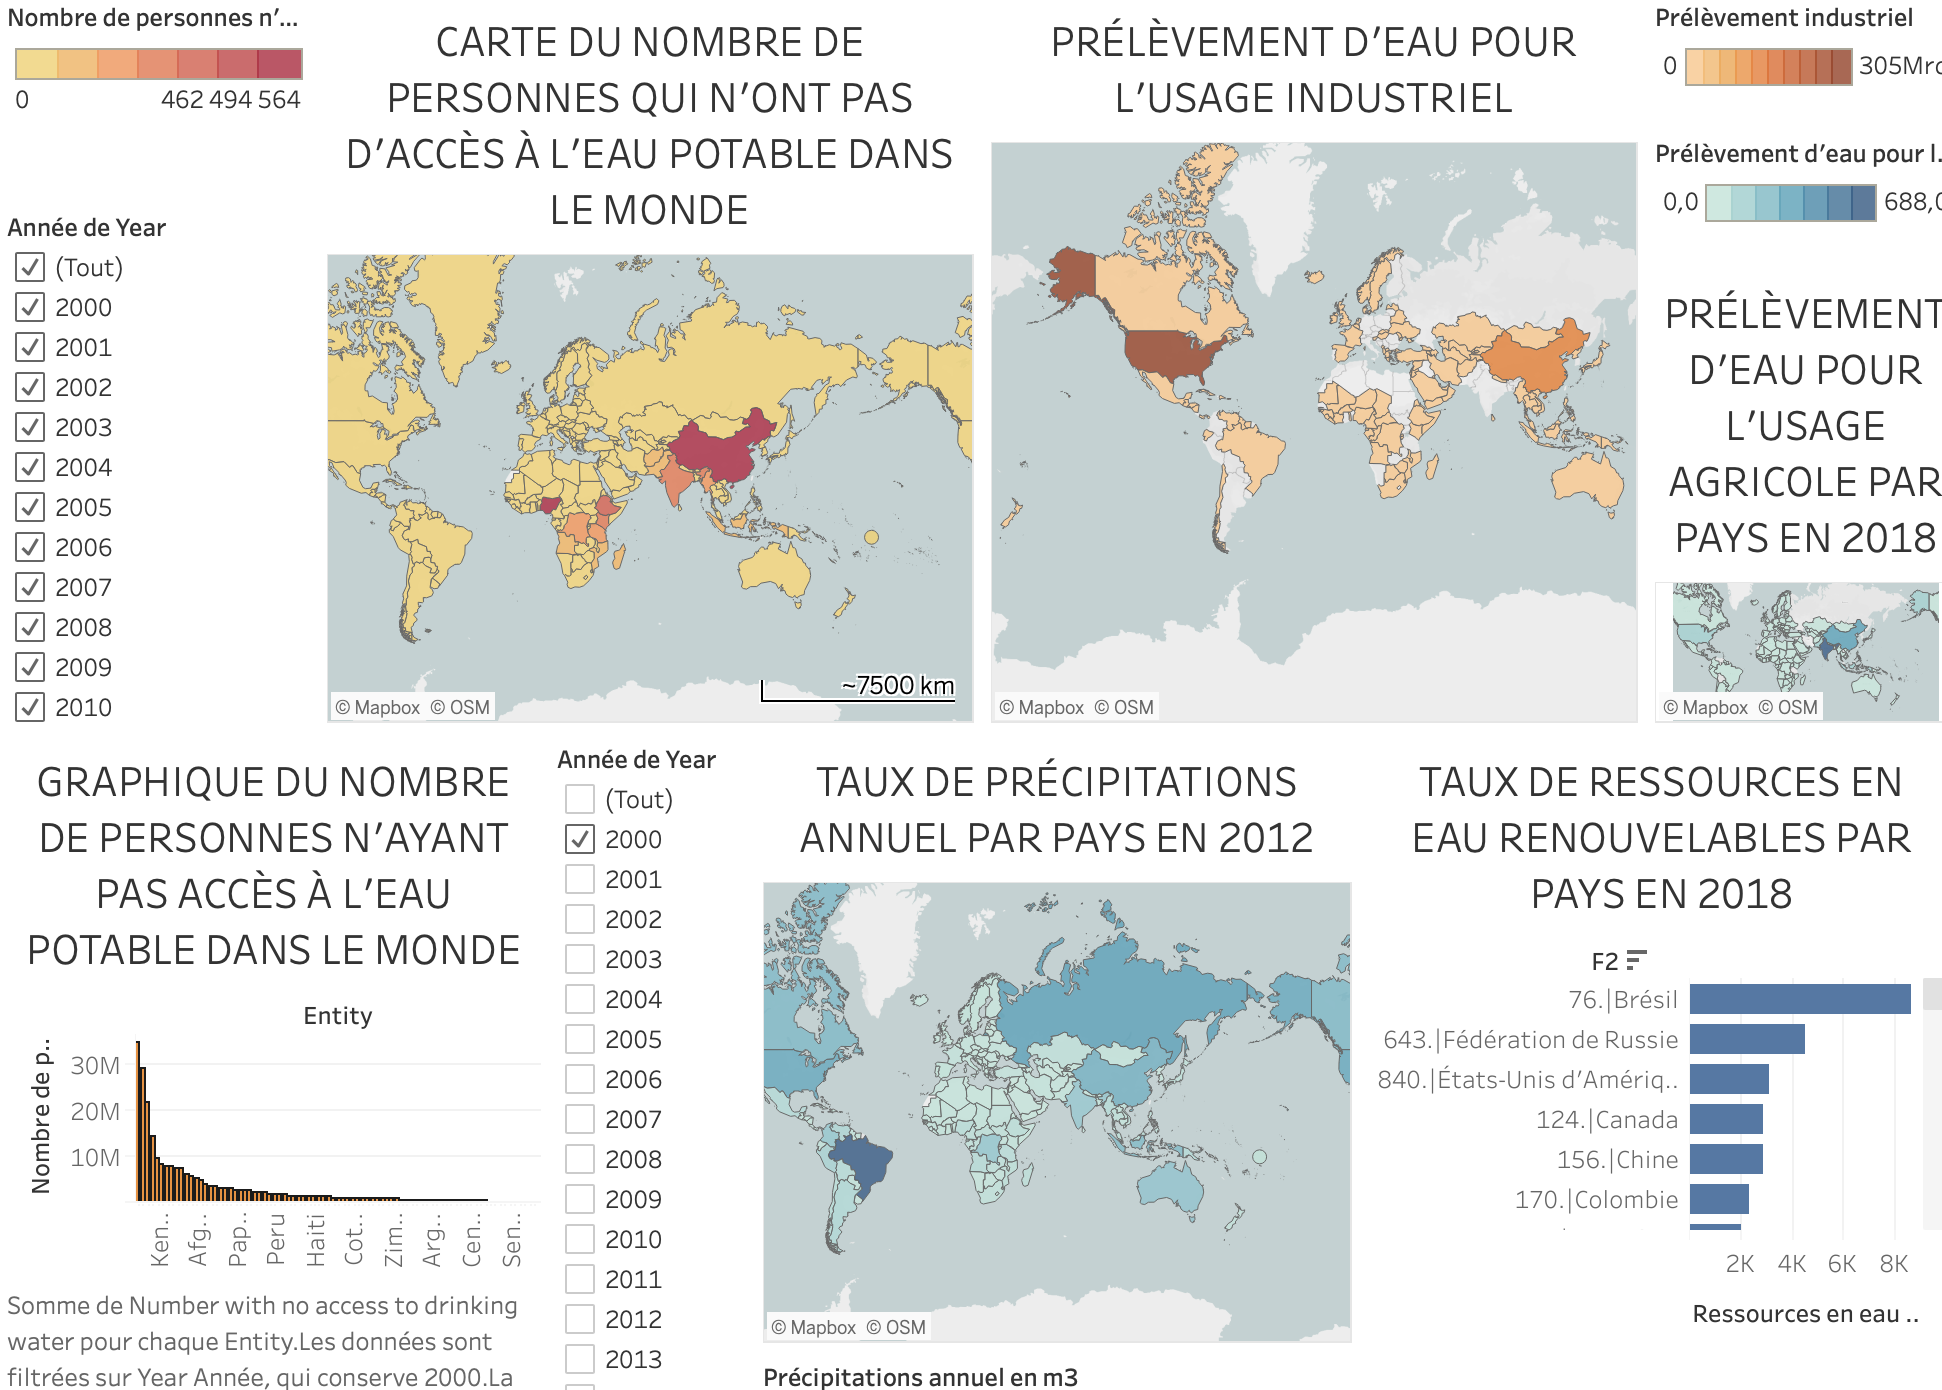 Nombre de personnes n’...
0
462 494 564
Année de Year
(Tout)
2000
2001
2002
2003
2004
2005
2006
2007
2008
2009
2010
CARTE DU NOMBRE DE
PERSONNES QUI N’ONT PAS
D’ACCÈS À L’EAU POTABLE DANS
LE MONDE
~7500 km
© Mapbox © OSM
PRÉLÈVEMENT D’EAU POUR
L’USAGE INDUSTRIEL
© Mapbox © OSM
Prélèvement industriel
0
305Mrd
Prélèvement d’eau pour l.
0,0
688,0
PRÉLÈVEMENT
D’EAU POUR
L’USAGE
AGRICOLE PAR
PAYS EN 2018
© Mapbox © OSM
GRAPHIQUE DU NOMBRE
DE PERSONNES N’AYANT
PAS ACCÈS À L’EAU
POTABLE DANS LE MONDE
Entity
Nombre de p..
30M
20M
10M
Ken..
Afg..
Pap..
Peru
Haiti
Cot..
Zim..
Arg..
Cen..
Sen..
Somme de Number with no access to drinking
water pour chaque Entity.Les données sont
filtrées sur Year Année, qui conserve 2000.La
Année de Year
(Tout)
2000
2001
2002
2003
2004
2005
2006
2007
2008
2009
2010
2011
2012
2013
TAUX DE PRÉCIPITATIONS
ANNUEL PAR PAYS EN 2012
© Mapbox © OSM
Précipitations annuel en m3
TAUX DE RESSOURCES EN
EAU RENOUVELABLES PAR
PAYS EN 2018
F2
76.|Brésil
643.|Fédération de Russie
840.|États-Unis d’Amériq..
124.|Canada
156.|Chine
170.|Colombie
2K 4K 6K 8K
Ressources en eau ..